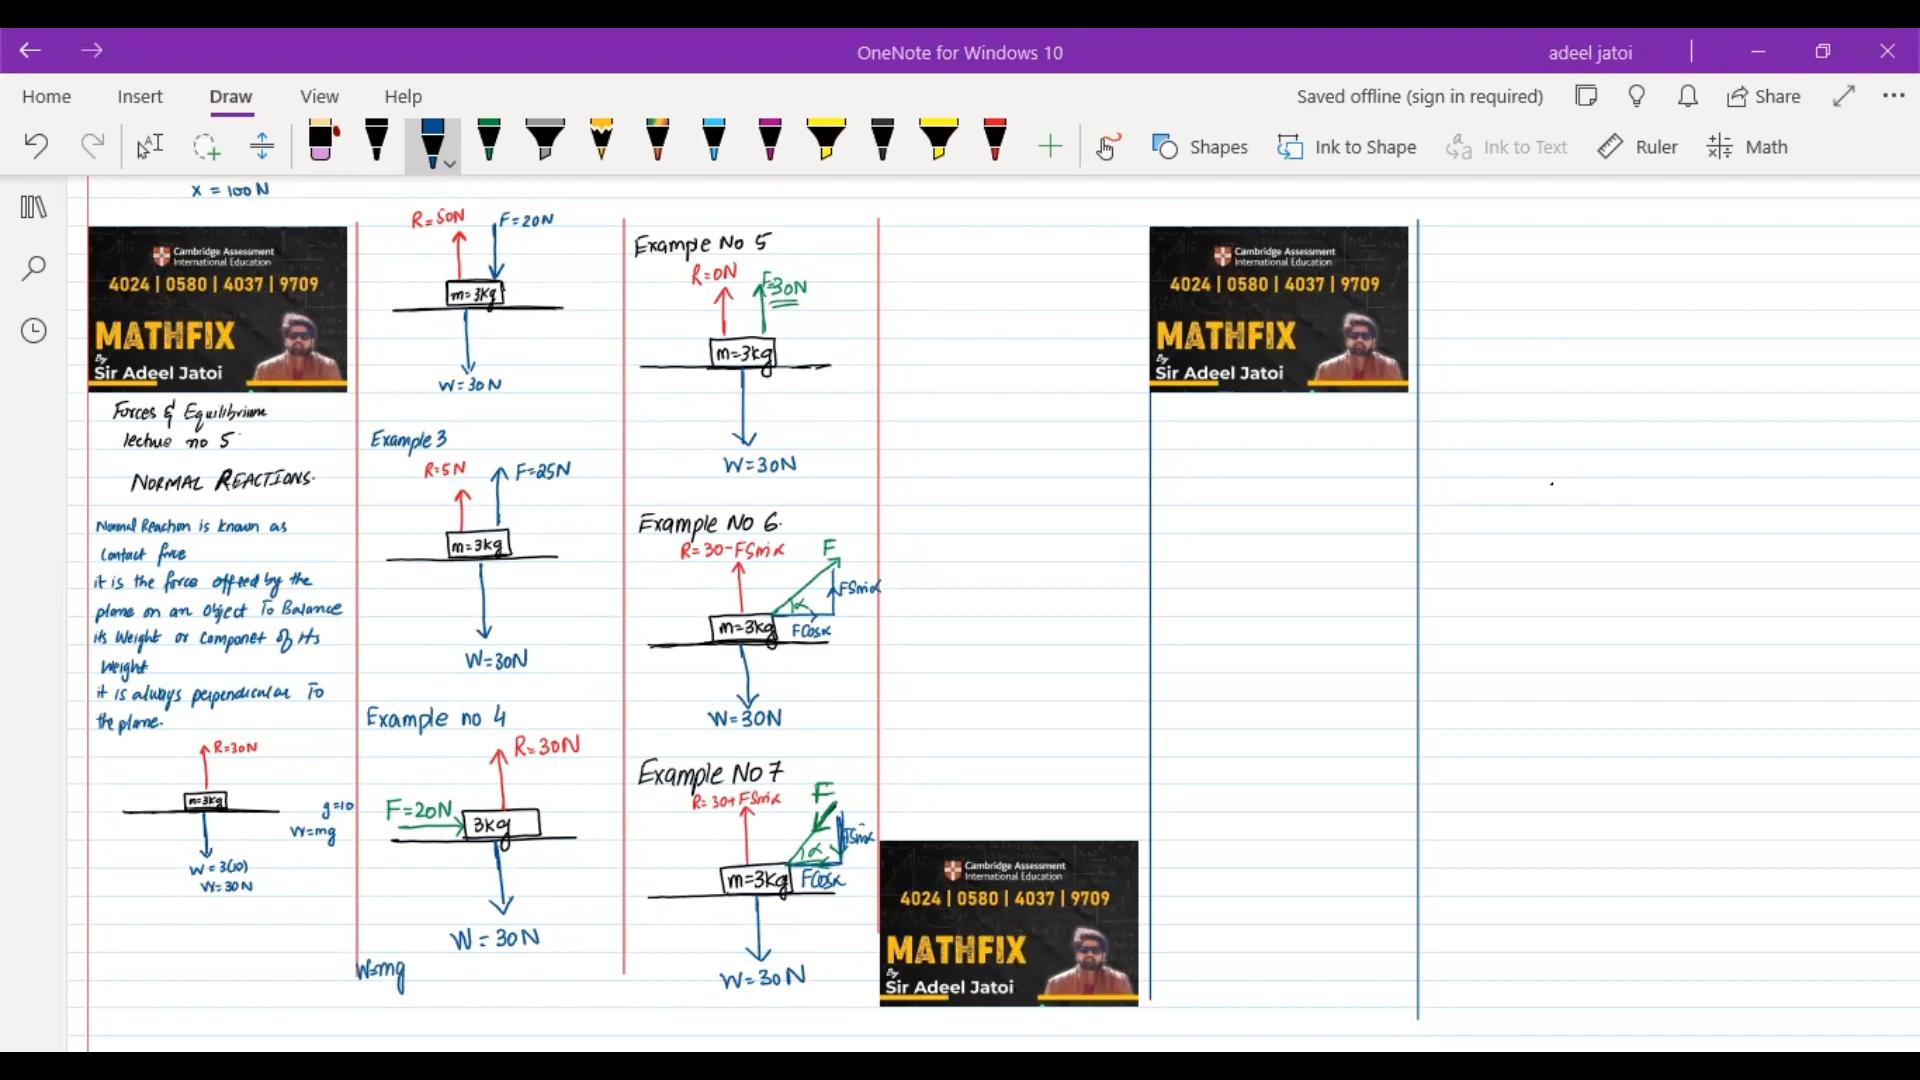 OneNote for Windows 10
adeel jatoi
Home
Insert
Draw
View
Help
Saved offline (sign in required)
Share
Shapes
Ink to Shape
Ink to Text
Ruler
Math
x = 100 N
Cambridge Assessment
International Education
4024 | 0580 | 4037 | 9709
MATHFIX
By
Sir Adeel Jatoi
Forces & Equilibrium
lecture no 5
NORMAL REACTIONS.
Normal Reaction is known as
Contact force
it is the force offred by the
plane on an Object To Balance
its Weight or Componet of its
Weight
it is always perpendicular To
the plane.
R=30N
m=3kg
g=10
W=mg
W = 3(10)
W=30N
R=50N
F=20N
m=3kg
W=30N
Example 3
R=5N
F=25N
m=3kg
W=30N
Example no 4
R=30N
F=20N
3kg
W=30N
W=mg
Example No 5
R=0N
F=30N
m=3kg
W=30N
Example No 6.
R=30-FSinα
F
FSinα
α
m=3kg
FCosα
W=30N
Example No 7
R=30+FSinα
F
FSinα
α
m=3kg
FCosα
W=30N
Cambridge Assessment
International Education
4024 | 0580 | 4037 | 9709
MATHFIX
By
Sir Adeel Jatoi
Cambridge Assessment
International Education
4024 | 0580 | 4037 | 9709
MATHFIX
By
Sir Adeel Jatoi